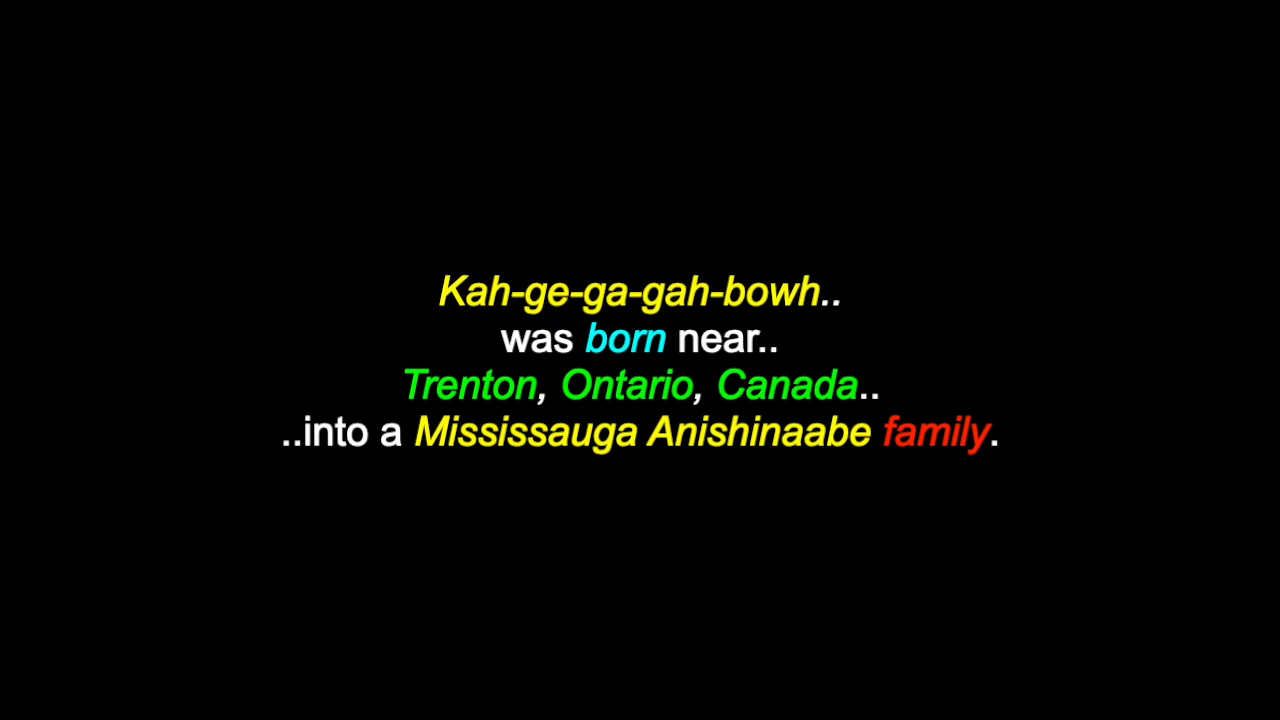 Kah-ge-ga-gah-bowh..
was born near..
Trenton, Ontario, Canada..
..into a Mississauga Anishinaabe family.